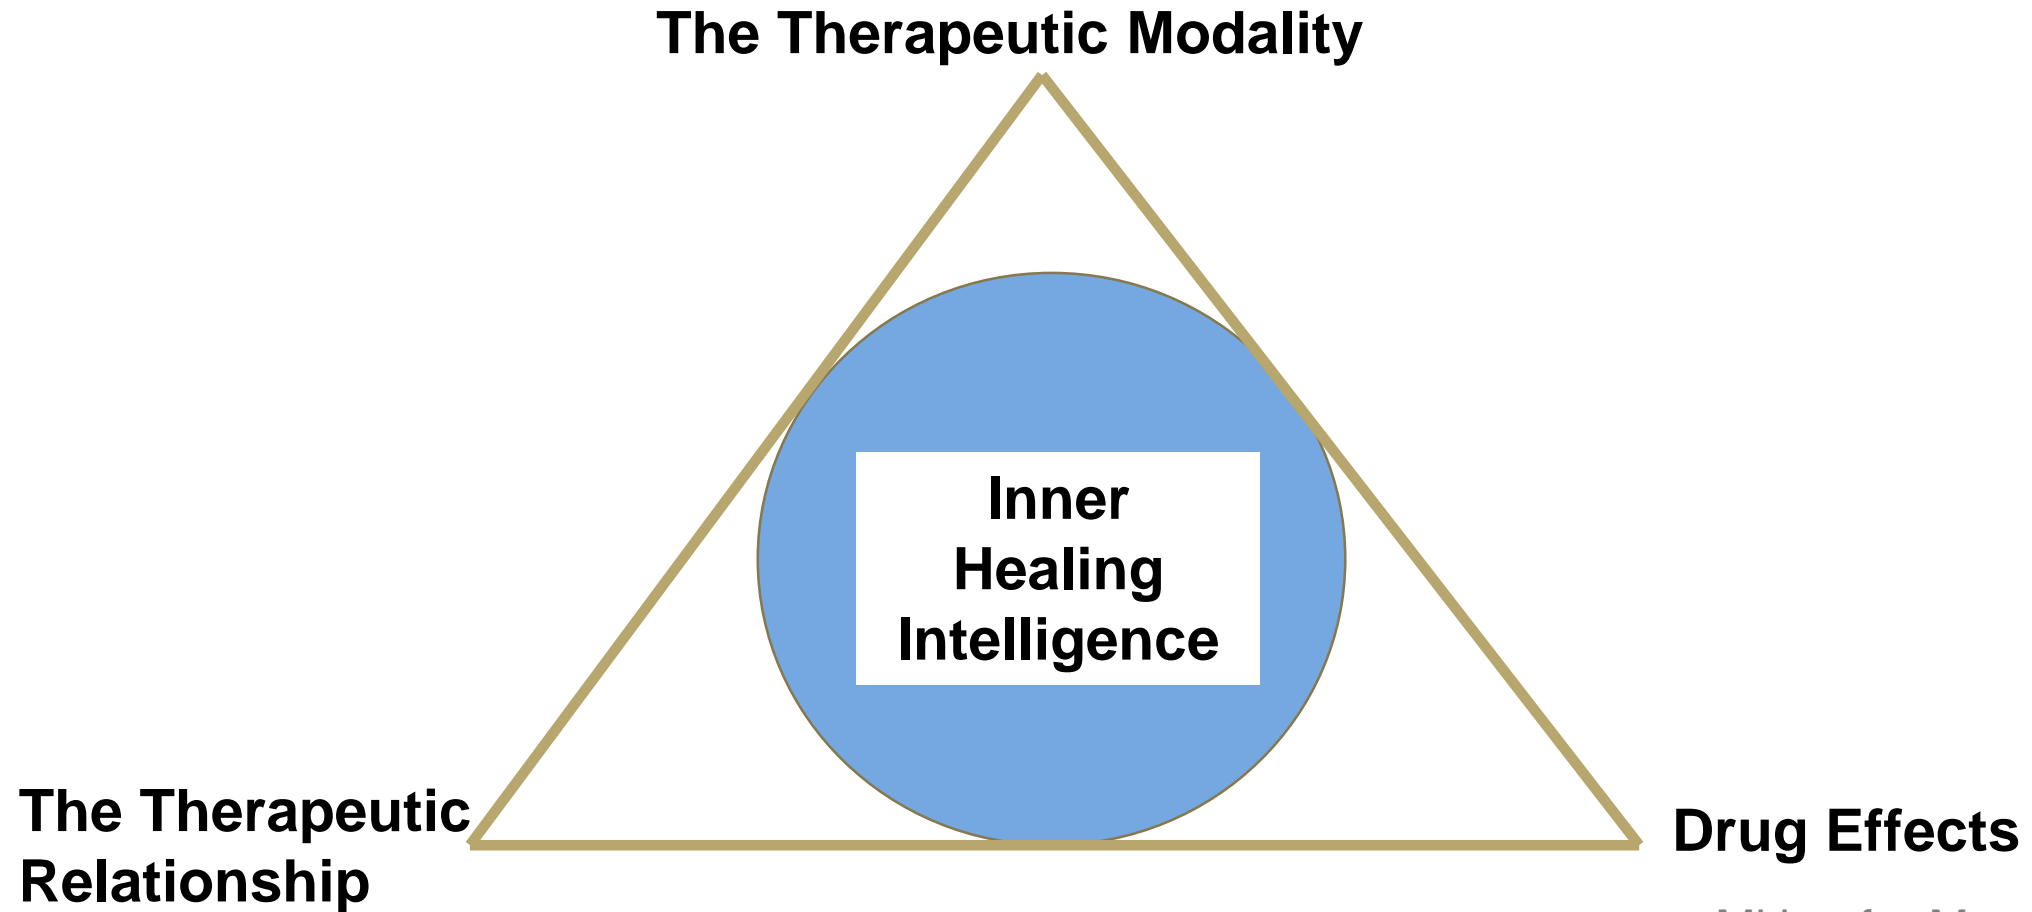 The Therapeutic Modality
Inner
Healing
Intelligence
The Therapeutic
Relationship
Drug Effects